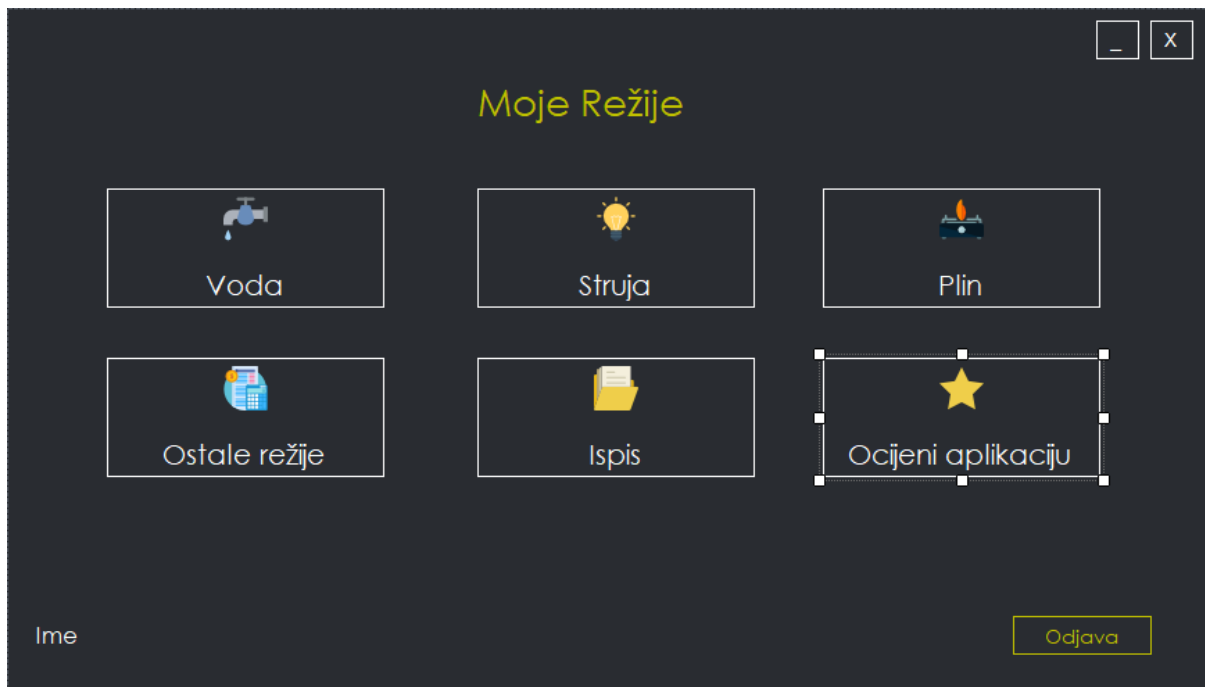 _ X
Moje Režije
Voda Struja Plin
Ostale režije Ispis Ocijeni aplikaciju
Ime Odjava